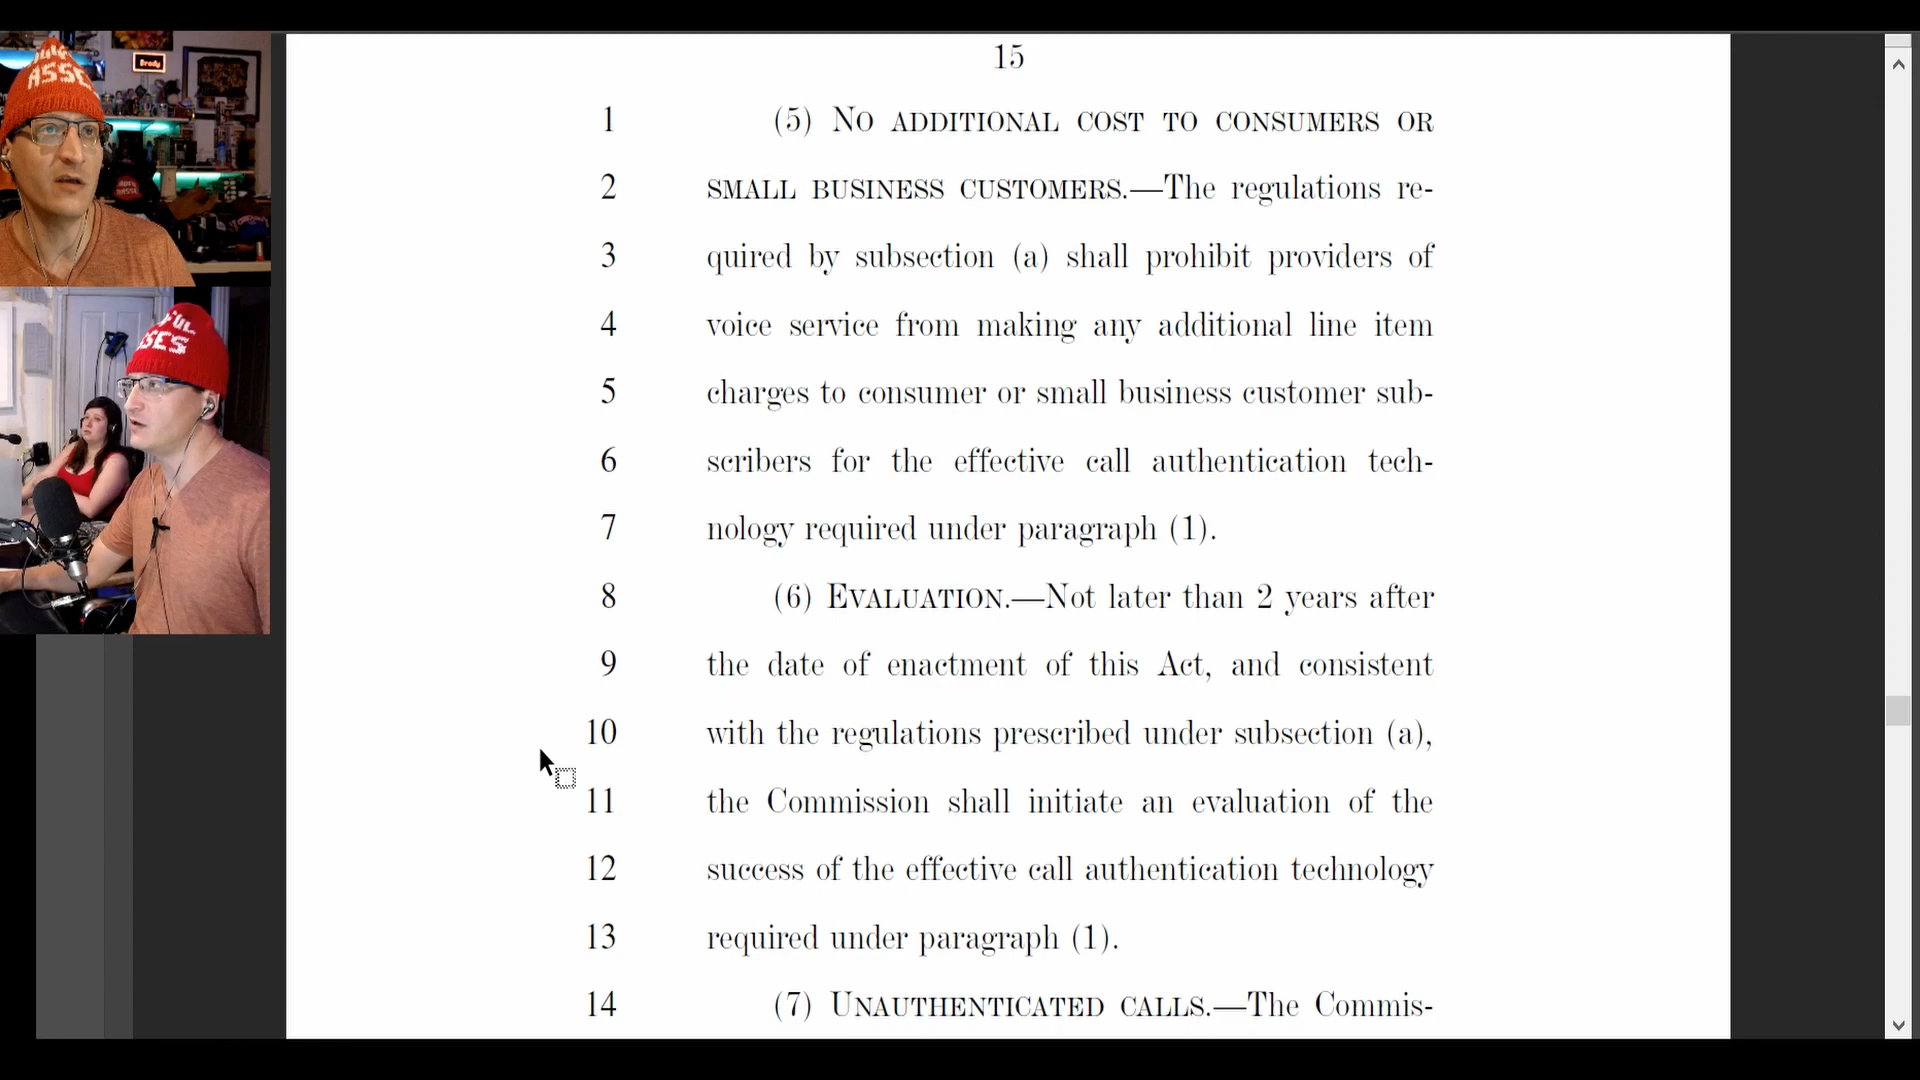 15
1 (5) NO ADDITIONAL COST TO CONSUMERS OR
2 SMALL BUSINESS CUSTOMERS.—The regulations re-
3 quired by subsection (a) shall prohibit providers of
4 voice service from making any additional line item
5 charges to consumer or small business customer sub-
6 scribers for the effective call authentication tech-
7 nology required under paragraph (1).
8 (6) EVALUATION.—Not later than 2 years after
9 the date of enactment of this Act, and consistent
10 with the regulations prescribed under subsection (a),
11 the Commission shall initiate an evaluation of the
12 success of the effective call authentication technology
13 required under paragraph (1).
14 (7) UNAUTHENTICATED CALLS.—The Commis-
Brady
ASSE
SSES